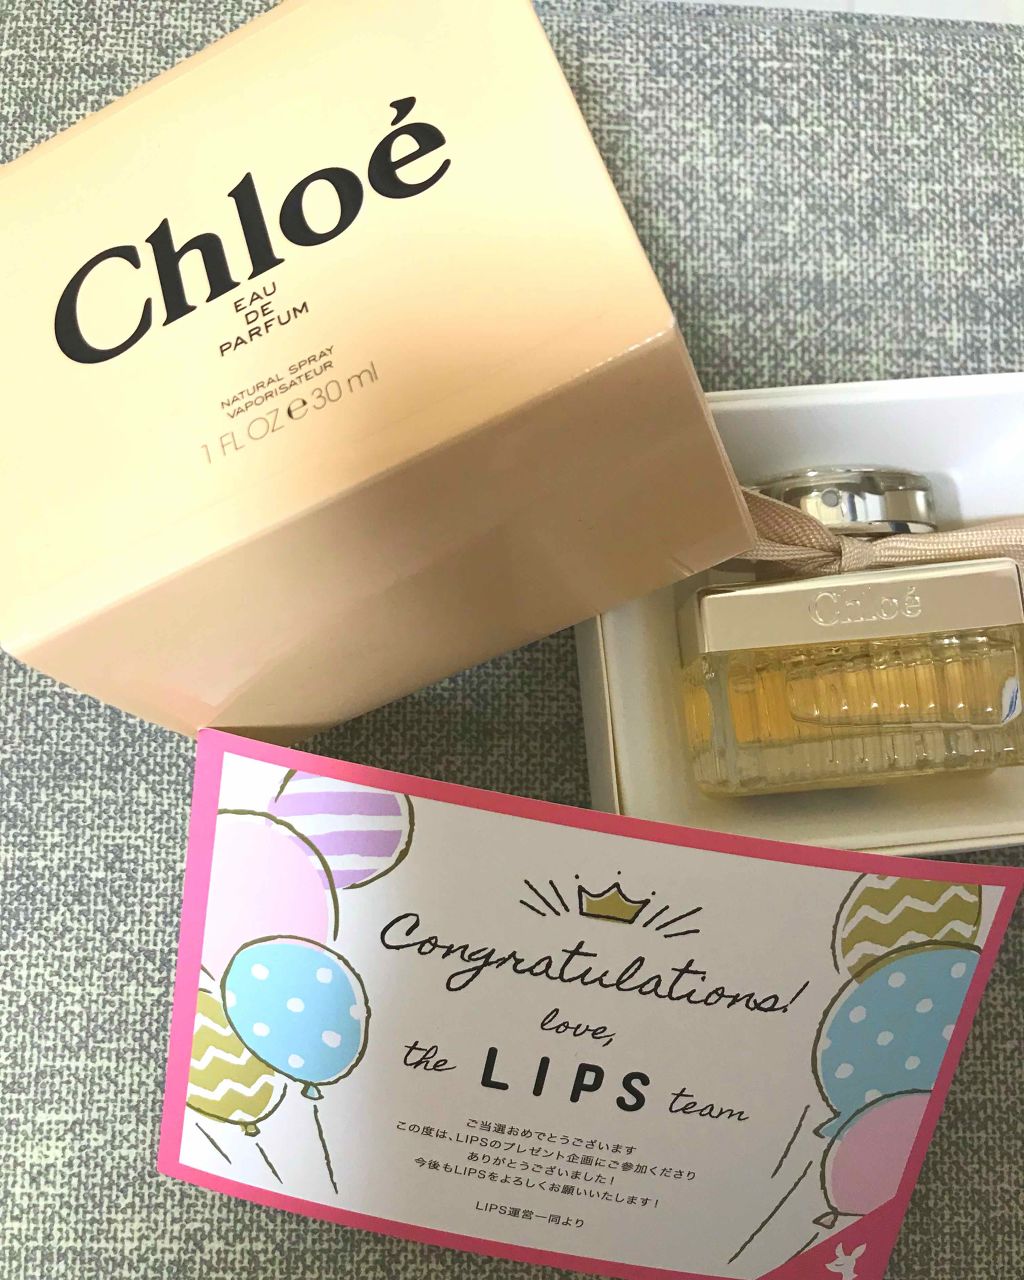 Chloé
EAU
DE
PARFUM
NATURAL SPRAY
VAPORISATEUR
1 FL OZ e 30 ml
Chloé
Congratulations!
love,
the LIPS team
ご当選おめでとうございます
この度は、LIPSのプレゼント企画にご参加くださり
ありがとうございました!
今後もLIPSをよろしくお願いいたします!
LIPS運営一同より